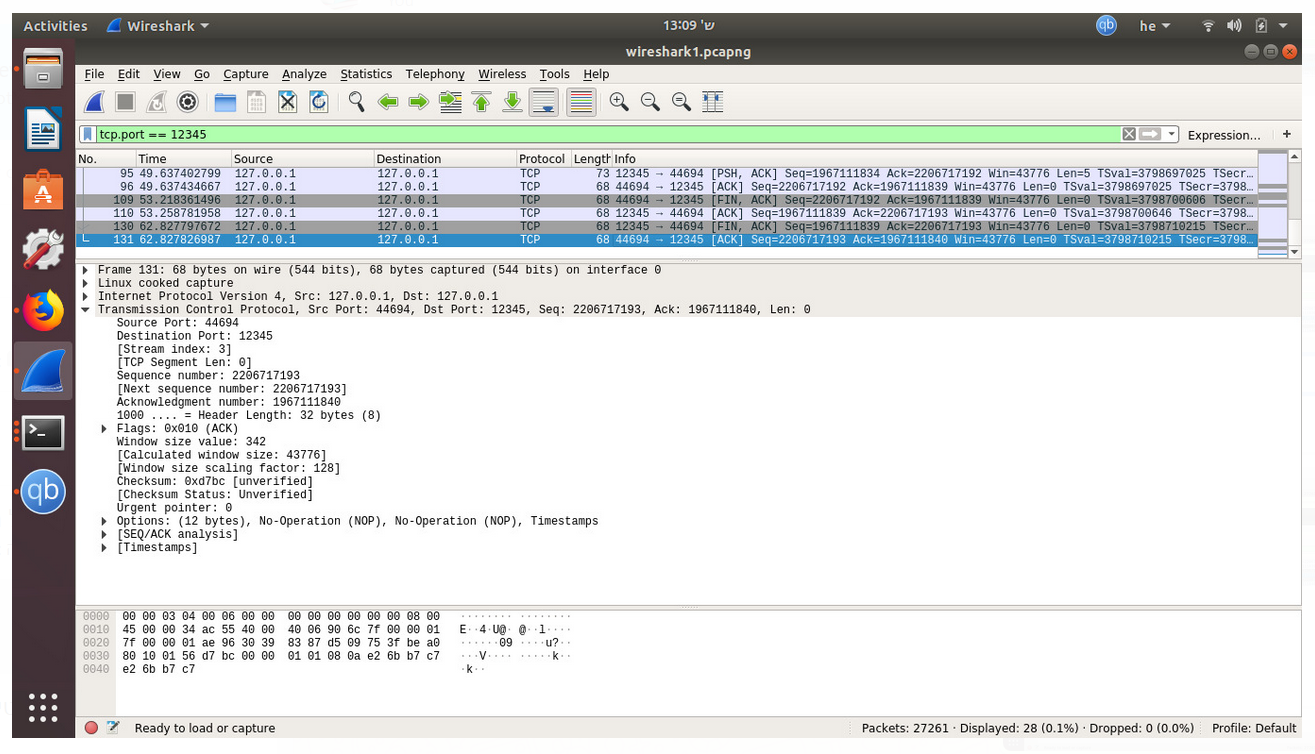 Activities Wireshark 13:09 'ש he
wireshark1.pcapng
File Edit View Go Capture Analyze Statistics Telephony Wireless Tools Help
tcp.port == 12345 Expression... +
No. Time Source Destination Protocol Length Info
95 49.637402799 127.0.0.1 127.0.0.1 TCP 73 12345 → 44694 [PSH, ACK] Seq=1967111834 Ack=2206717192 Win=43776 Len=5 TSval=3798697025 TSecr…
96 49.637434667 127.0.0.1 127.0.0.1 TCP 68 44694 → 12345 [ACK] Seq=2206717192 Ack=1967111839 Win=43776 Len=0 TSval=3798697025 TSecr=3798…
109 53.218361496 127.0.0.1 127.0.0.1 TCP 68 44694 → 12345 [FIN, ACK] Seq=2206717192 Ack=1967111839 Win=43776 Len=0 TSval=3798700606 TSecr…
110 53.258781958 127.0.0.1 127.0.0.1 TCP 68 12345 → 44694 [ACK] Seq=1967111839 Ack=2206717193 Win=43776 Len=0 TSval=3798700646 TSecr=3798…
130 62.827797672 127.0.0.1 127.0.0.1 TCP 68 12345 → 44694 [FIN, ACK] Seq=1967111839 Ack=2206717193 Win=43776 Len=0 TSval=3798710215 TSecr…
131 62.827826987 127.0.0.1 127.0.0.1 TCP 68 44694 → 12345 [ACK] Seq=2206717193 Ack=1967111840 Win=43776 Len=0 TSval=3798710215 TSecr=3798…
Frame 131: 68 bytes on wire (544 bits), 68 bytes captured (544 bits) on interface 0
Linux cooked capture
Internet Protocol Version 4, Src: 127.0.0.1, Dst: 127.0.0.1
Transmission Control Protocol, Src Port: 44694, Dst Port: 12345, Seq: 2206717193, Ack: 1967111840, Len: 0
Source Port: 44694
Destination Port: 12345
[Stream index: 3]
[TCP Segment Len: 0]
Sequence number: 2206717193
[Next sequence number: 2206717193]
Acknowledgment number: 1967111840
1000 .... = Header Length: 32 bytes (8)
Flags: 0x010 (ACK)
Window size value: 342
[Calculated window size: 43776]
[Window size scaling factor: 128]
Checksum: 0xd7bc [unverified]
[Checksum Status: Unverified]
Urgent pointer: 0
Options: (12 bytes), No-Operation (NOP), No-Operation (NOP), Timestamps
[SEQ/ACK analysis]
[Timestamps]
0000 00 00 03 04 00 06 00 00 00 00 00 00 00 00 08 00 ········ ········
0010 45 00 00 34 ac 55 40 00 40 06 90 6c 7f 00 00 01 E··4·U@· @··l····
0020 7f 00 00 01 ae 96 30 39 83 87 d5 09 75 3f be a0 ······09 ····u?··
0030 80 10 01 56 d7 bc 00 00 01 01 08 0a e2 6b b7 c7 ···V···· ·····k··
0040 e2 6b b7 c7 ·k··
qb
Ready to load or capture Packets: 27261 · Displayed: 28 (0.1%) · Dropped: 0 (0.0%) Profile: Default